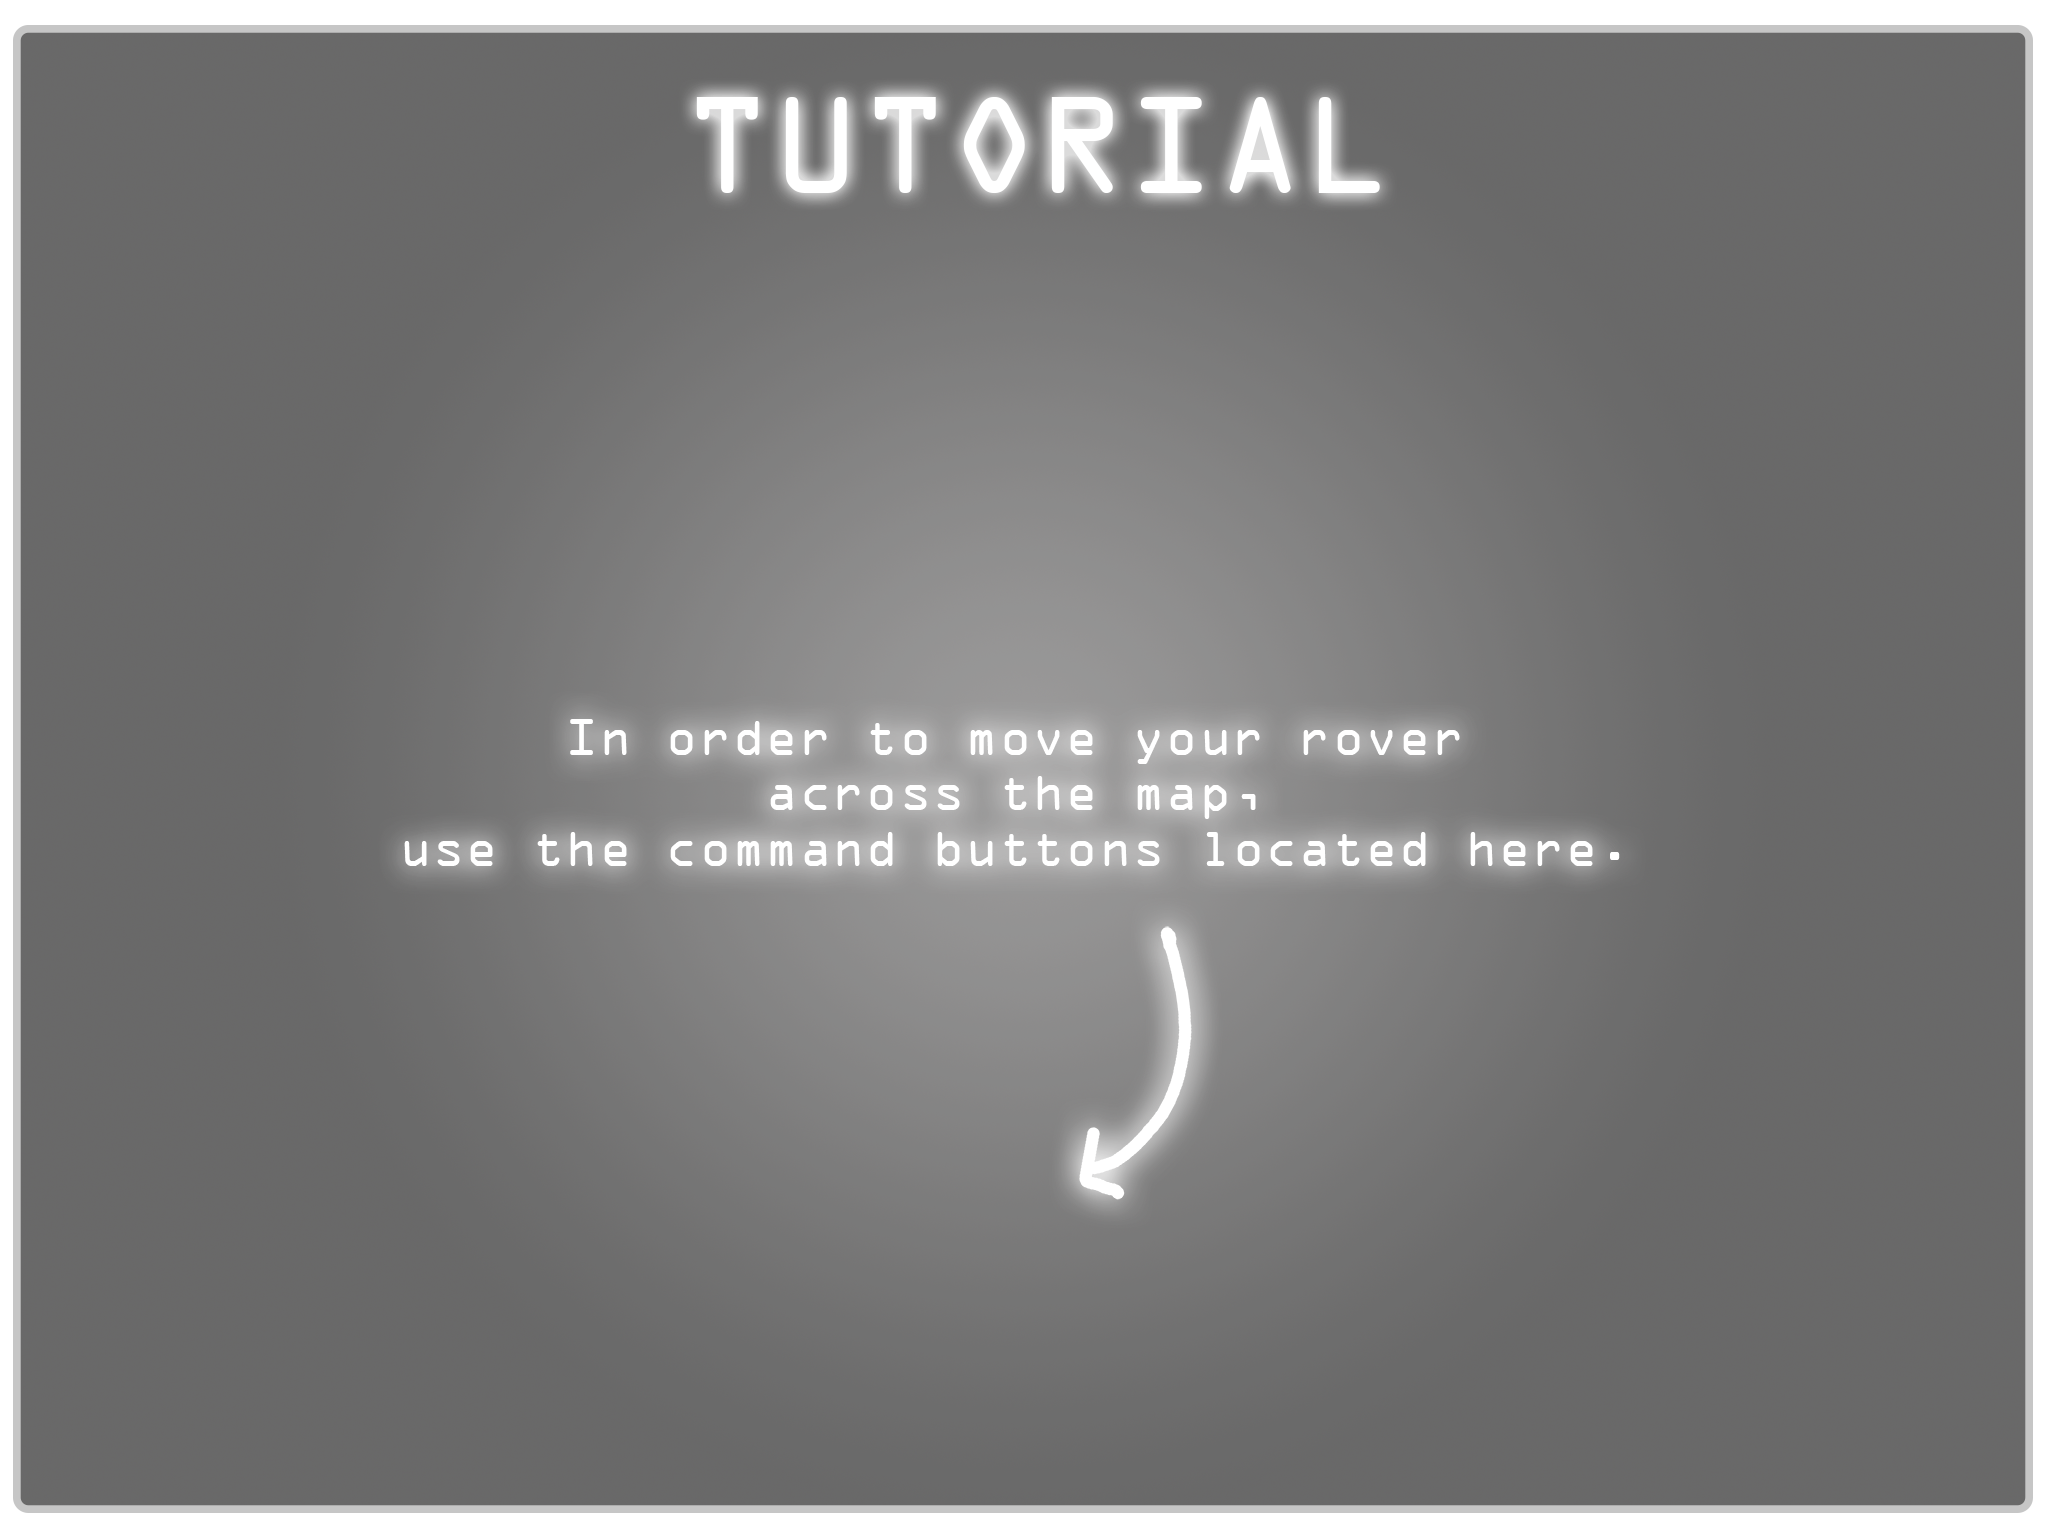 TUTORIAL
In order to move your rover
across the map,
use the command buttons located here.